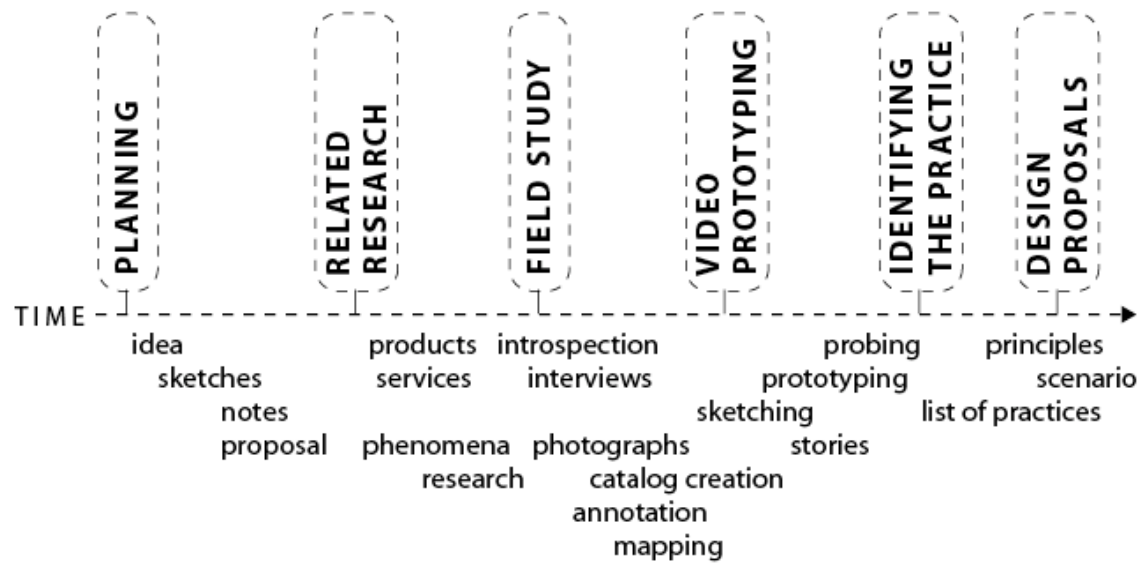 PLANNING
RELATED
RESEARCH
FIELD STUDY
VIDEO
PROTOTYPING
IDENTIFYING
THE PRACTICE
DESIGN
PROPOSALS
TIME
idea products introspection probing principles
sketches services interviews prototyping scenario
notes sketching list of practices
proposal phenomena photographs stories
research catalog creation
annotation
mapping